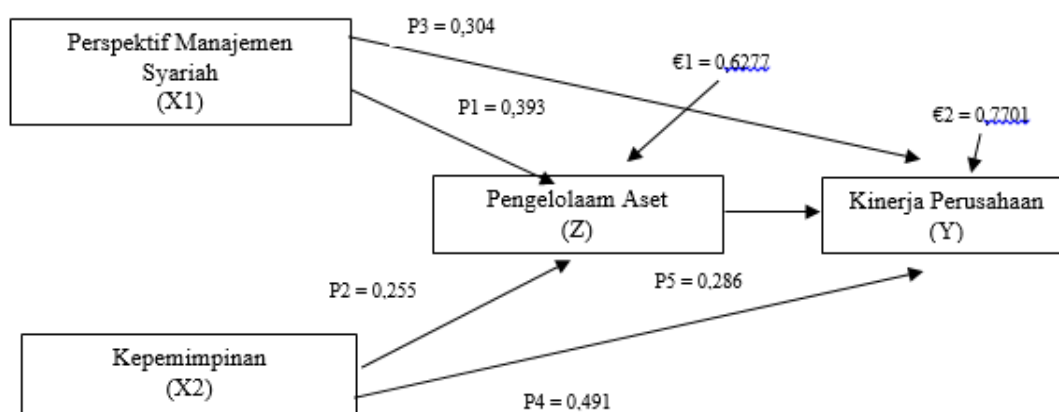 P3 = 0,304
Perspektif Manajemen
Syariah
(X1)
€1 = 0,6277
P1 = 0,393
€2 = 0,7701
Pengelolaam Aset
(Z)
Kinerja Perusahaan
(Y)
P2 = 0,255
P5 = 0,286
Kepemimpinan
(X2)
P4 = 0,491